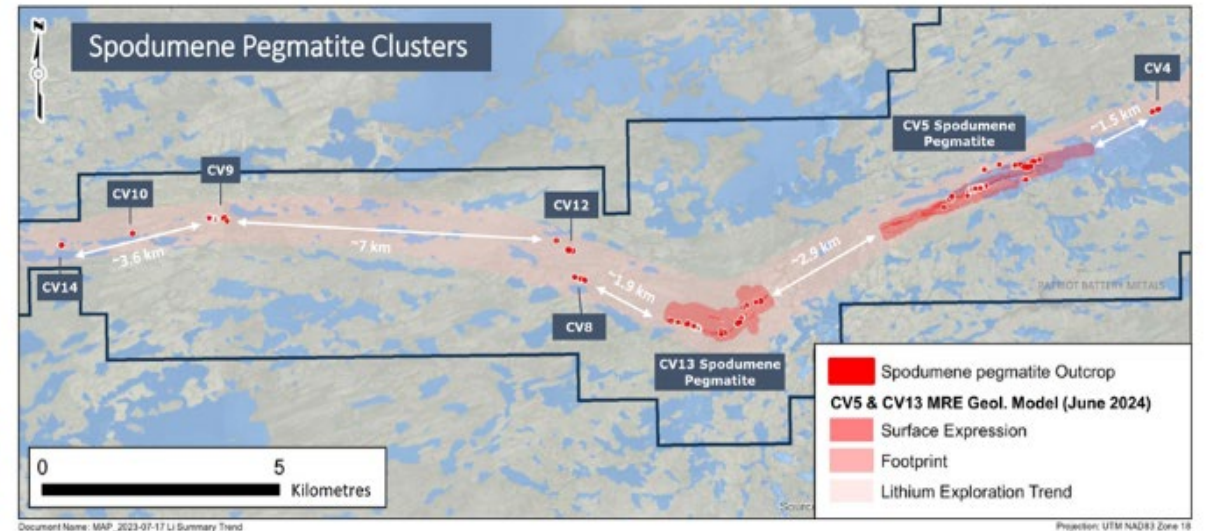 N
Spodumene Pegmatite Clusters
CV4
~1.5 km
CV5 Spodumene
Pegmatite
CV9
CV10
CV12
~7 km
~3.6 km
~2.9 km
CV14
~1.9 km
CV8
PATRIOT BATTERY METALS
CV13 Spodumene
Pegmatite
Spodumene pegmatite Outcrop
CV5 & CV13 MRE Geol. Model (June 2024)
Surface Expression
Footprint
Lithium Exploration Trend
0 5
Kilometres
Document Name: MAP_2023-07-17 Li Summary Trend
Projection: UTM NAD83 Zone 18